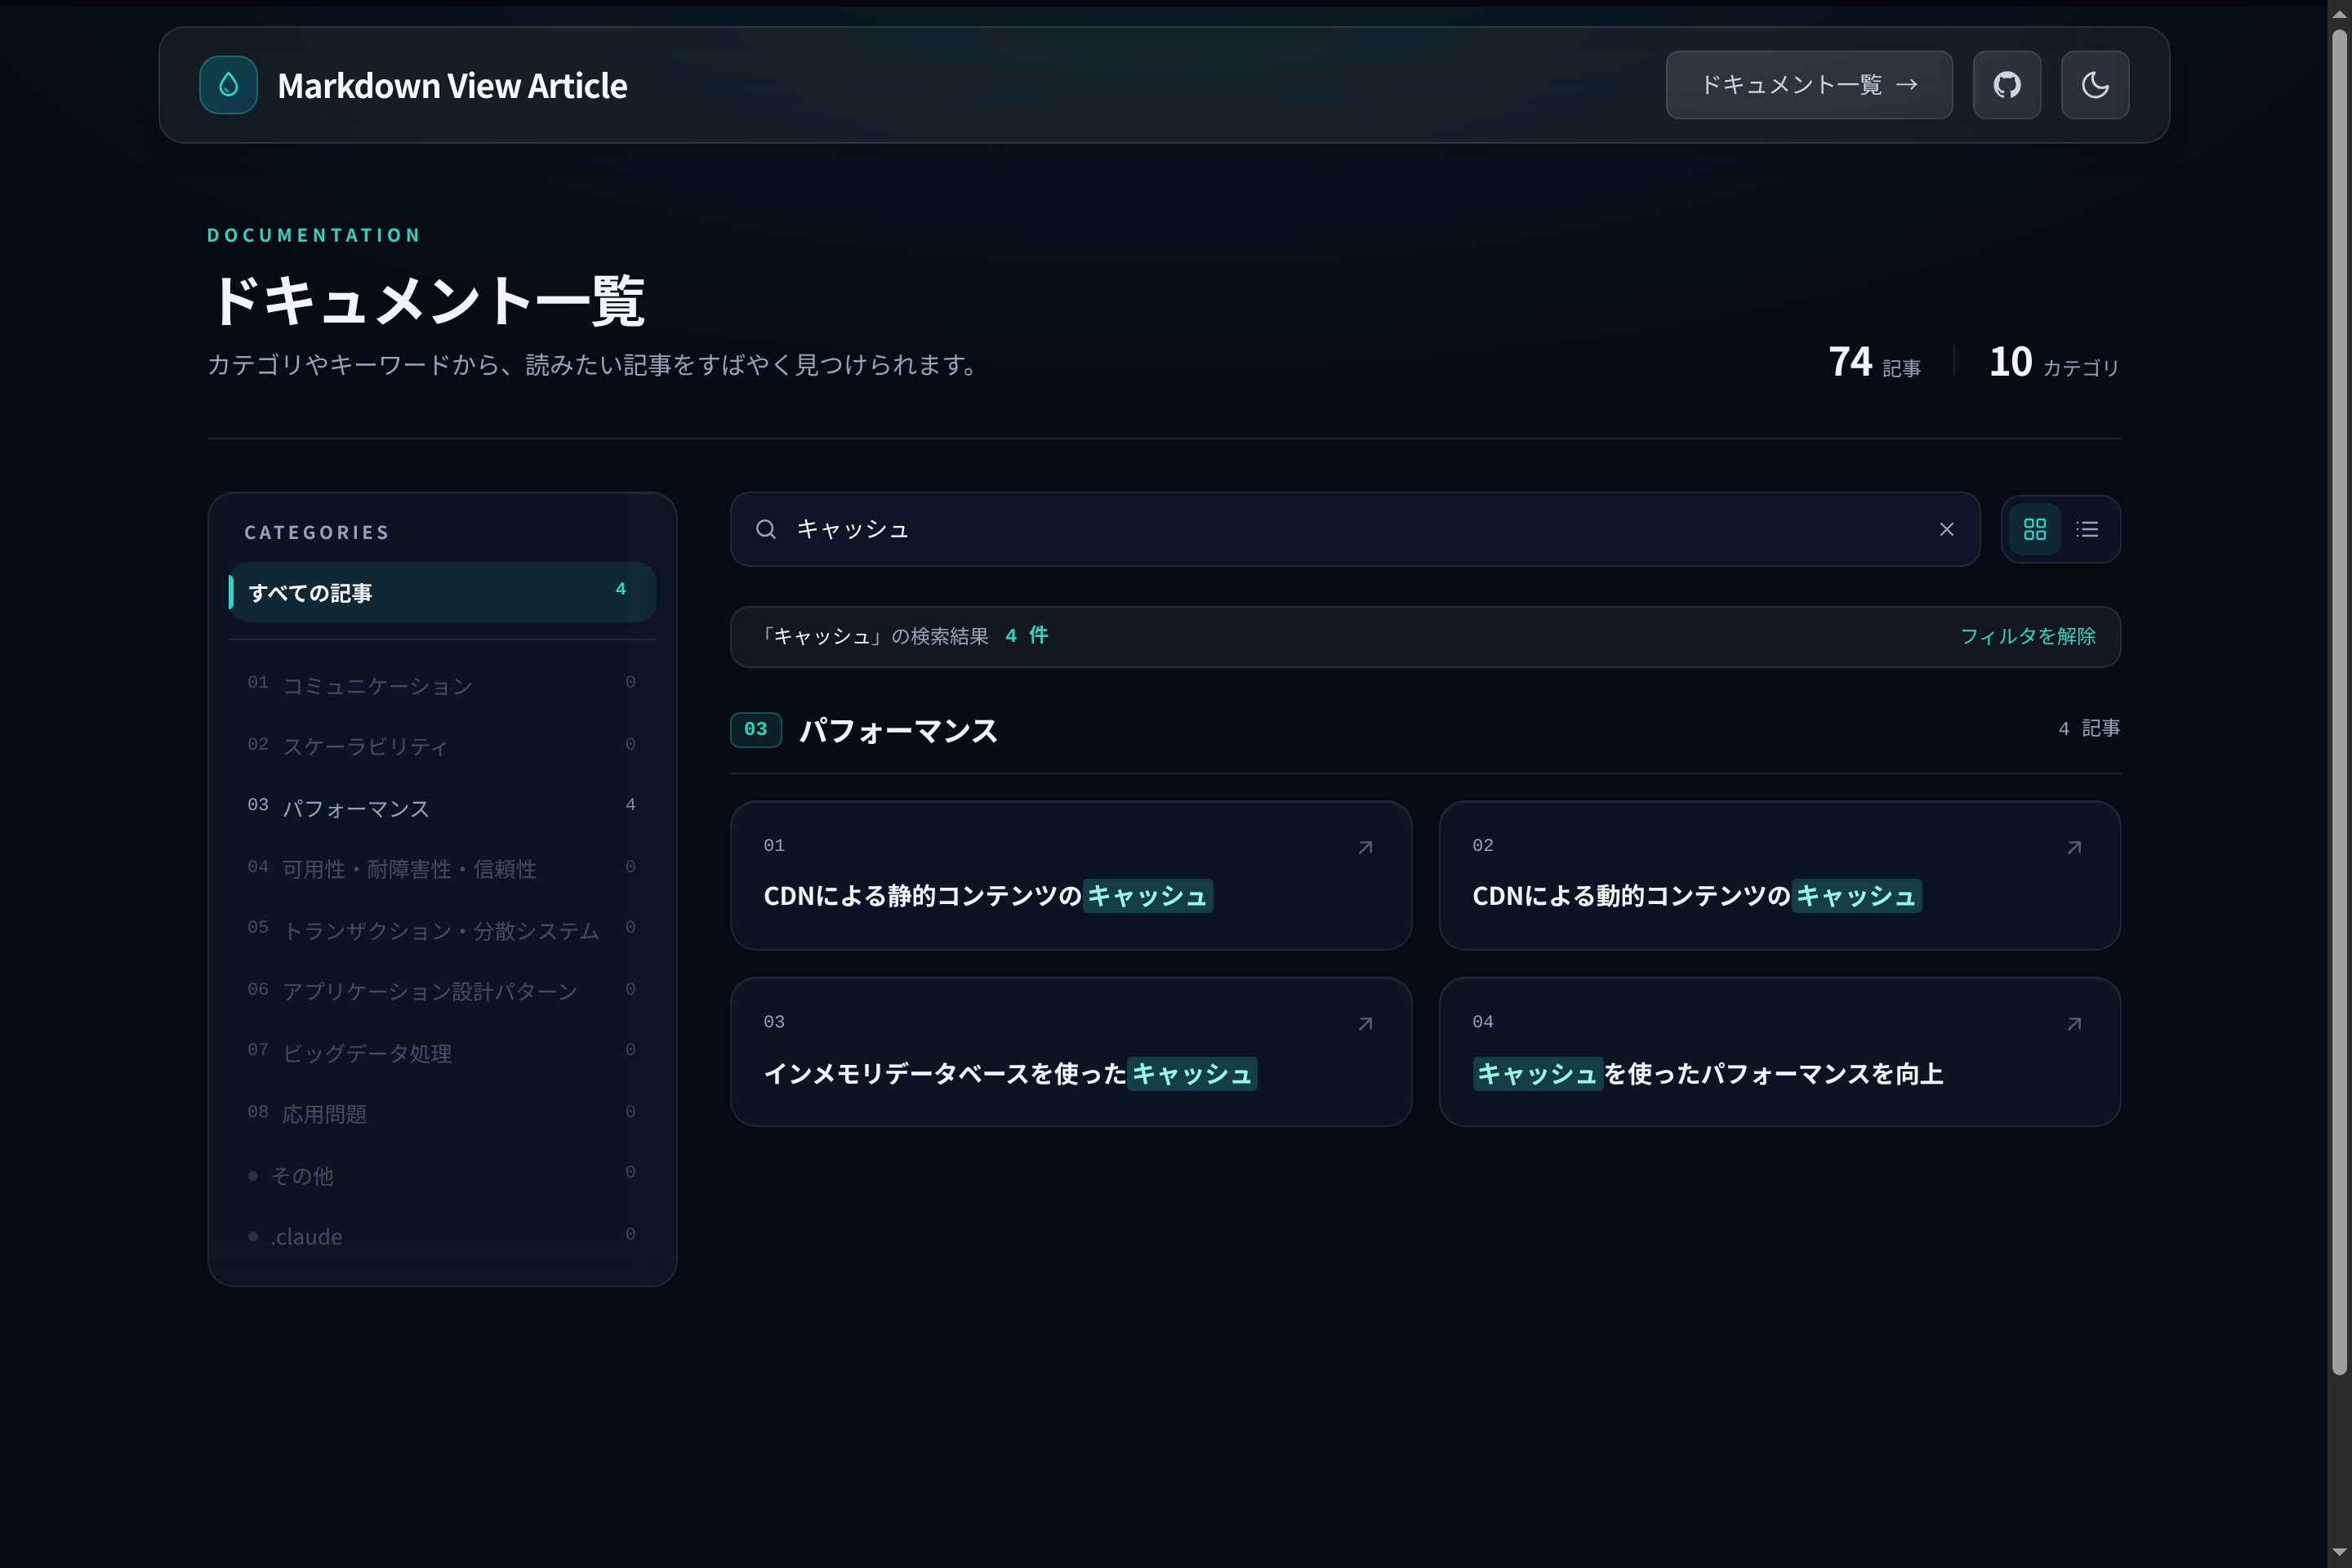 Markdown View Article
ドキュメント一覧 →
DOCUMENTATION
ドキュメント一覧
カテゴリやキーワードから、読みたい記事をすばやく見つけられます。
74 記事
10 カテゴリ
CATEGORIES
すべての記事 4
01 コミュニケーション 0
02 スケーラビリティ 0
03 パフォーマンス 4
04 可用性・耐障害性・信頼性 0
05 トランザクション・分散システム 0
06 アプリケーション設計パターン 0
07 ビッグデータ処理 0
08 応用問題 0
その他 0
.claude 0
キャッシュ
「キャッシュ」の検索結果 4 件
フィルタを解除
03 パフォーマンス
4 記事
01
CDNによる静的コンテンツのキャッシュ
02
CDNによる動的コンテンツのキャッシュ
03
インメモリデータベースを使ったキャッシュ
04
キャッシュを使ったパフォーマンスを向上